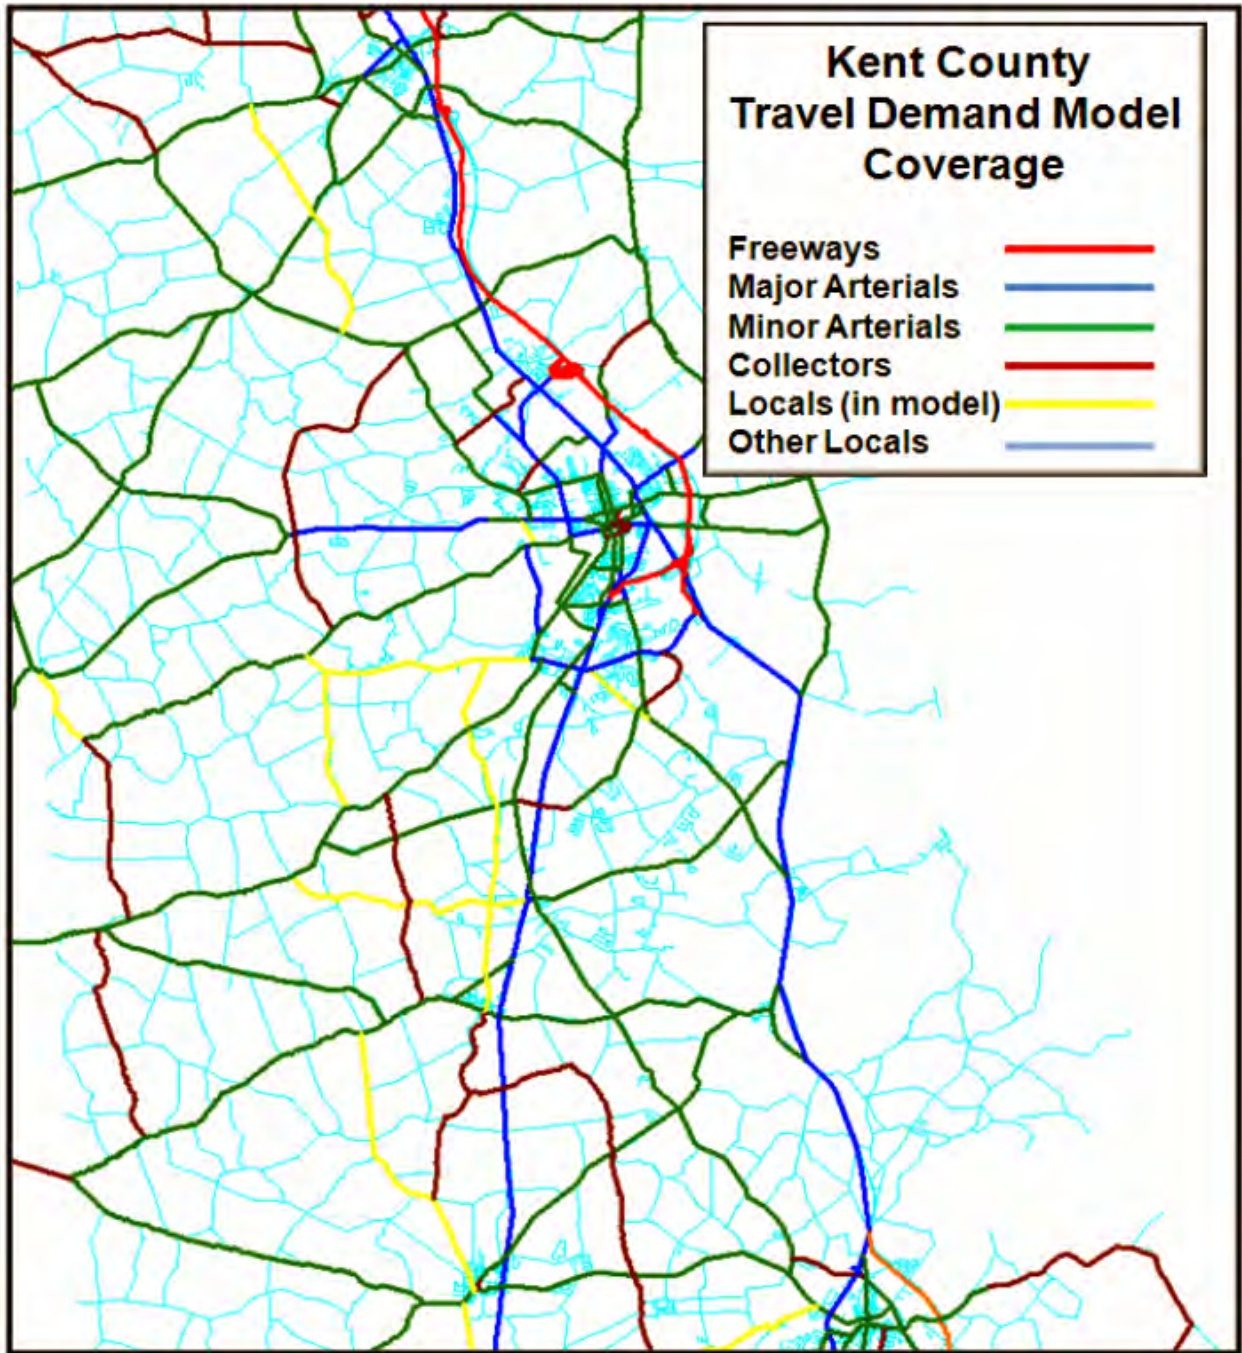 Kent County
Travel Demand Model
Coverage
Freeways
Major Arterials
Minor Arterials
Collectors
Locals (in model)
Other Locals